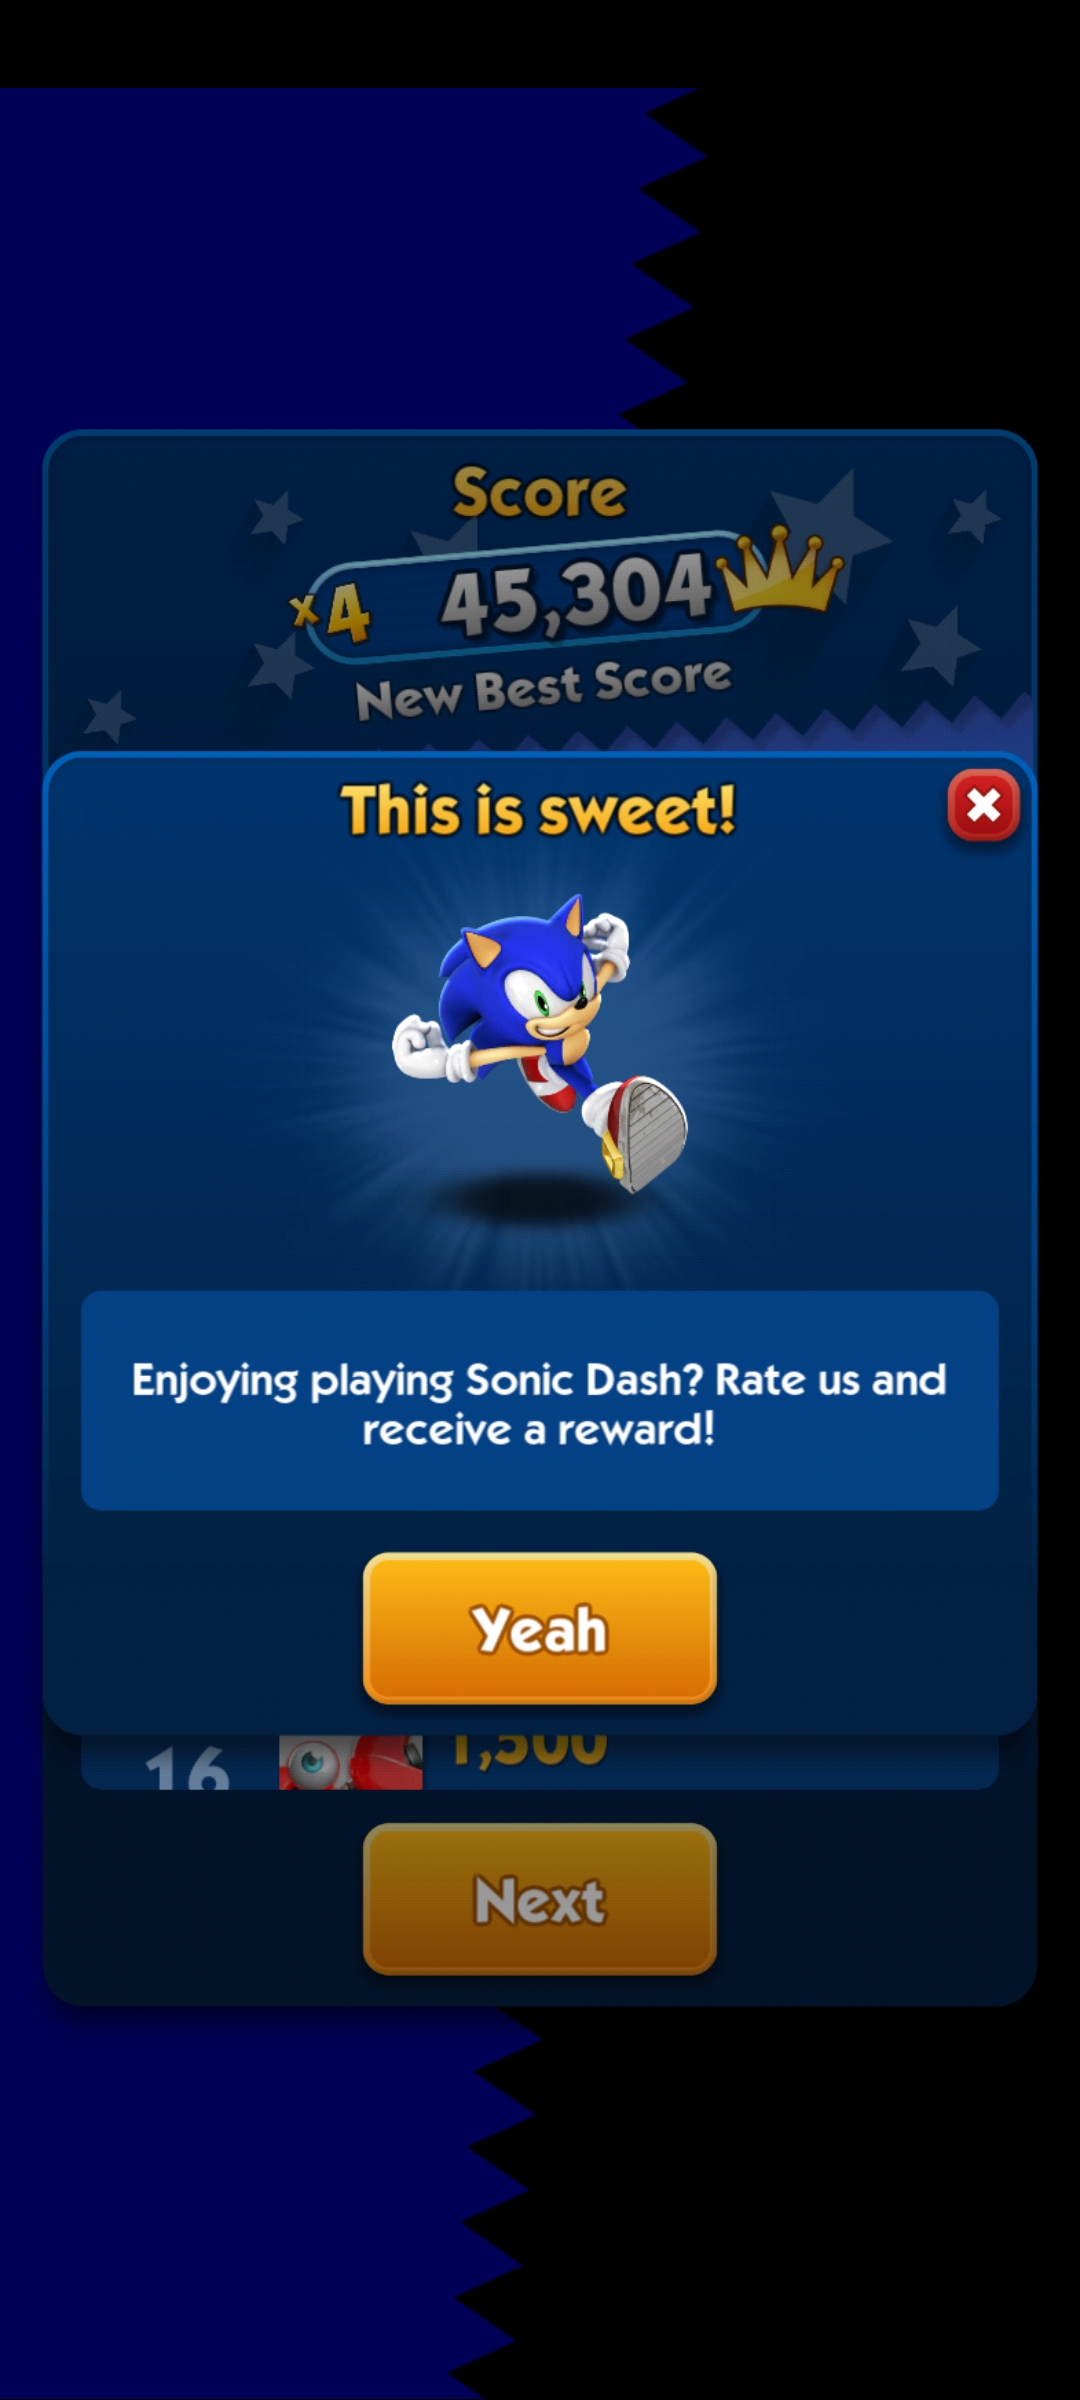 Score
x4 45,304
New Best Score
This is sweet!
Enjoying playing Sonic Dash? Rate us and
receive a reward!
Yeah
16 1,500
Next